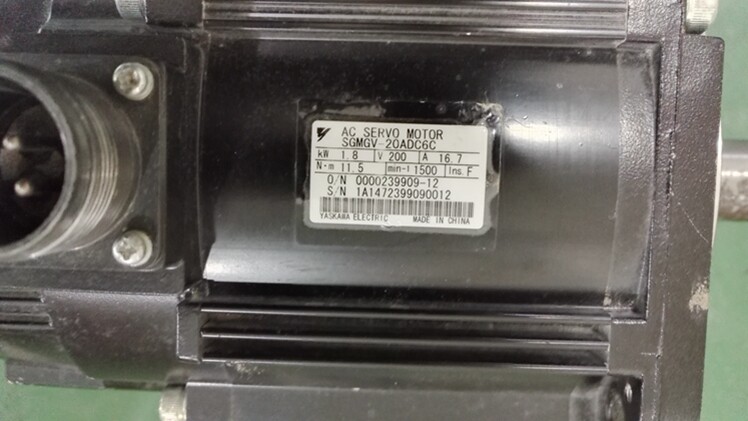 AC SERVO MOTOR
SGMGV-20ADC6C
kW 1.8 V 200 A 16.7
N·m 11.5 min-1 1500 Ins. F
O/N 0000239909-12
S/N 1A1472399090012
YASKAWA ELECTRIC MADE IN CHINA